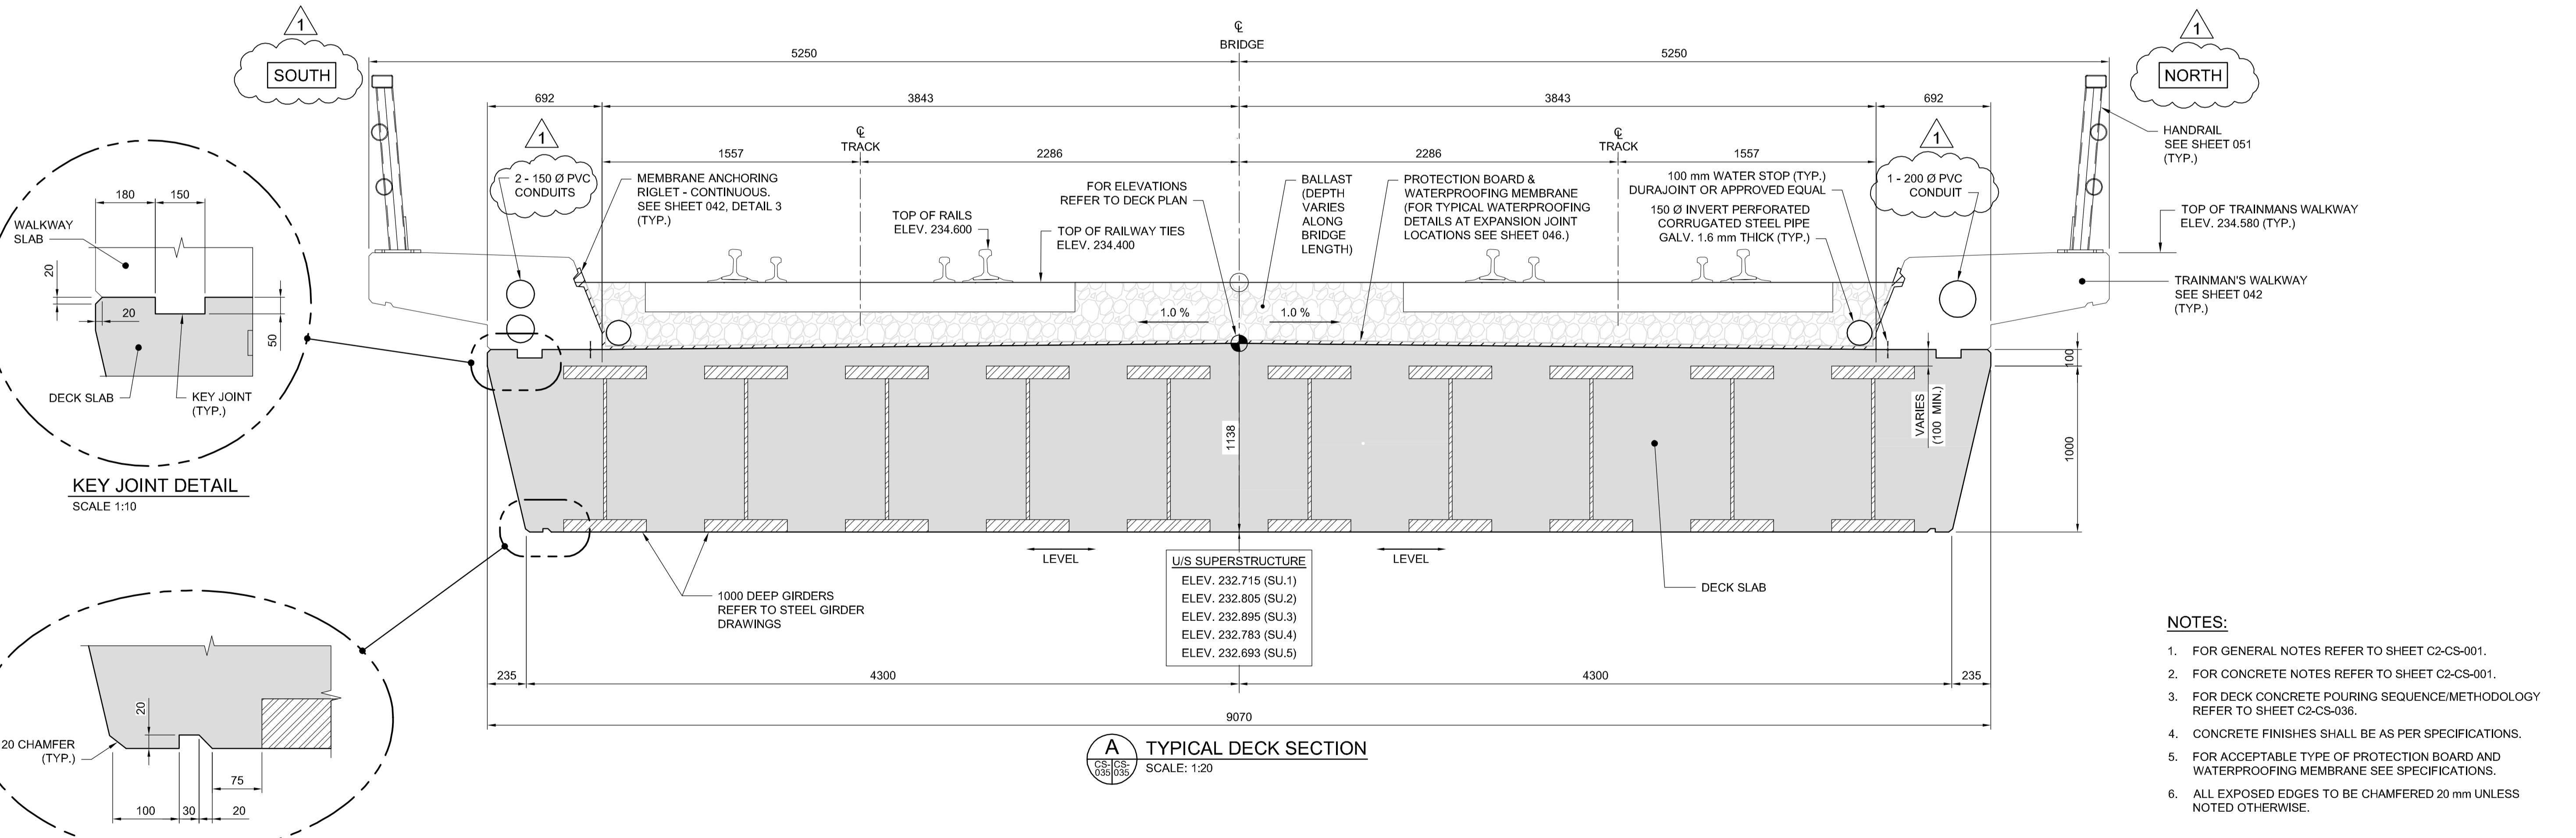 1
SOUTH
5250
℄
BRIDGE
5250
1
NORTH
692
3843
3843
692
1
2 - 150 Ø PVC
CONDUITS
1557
℄
TRACK
2286
2286
℄
TRACK
1557
1
1 - 200 Ø PVC
CONDUIT
HANDRAIL
SEE SHEET 051
(TYP.)
MEMBRANE ANCHORING
RIGLET - CONTINUOUS.
SEE SHEET 042, DETAIL 3
(TYP.)
TOP OF RAILS
ELEV. 234.600
FOR ELEVATIONS
REFER TO DECK PLAN
TOP OF RAILWAY TIES
ELEV. 234.400
BALLAST
(DEPTH
VARIES
ALONG
BRIDGE
LENGTH)
PROTECTION BOARD &
WATERPROOFING MEMBRANE
(FOR TYPICAL WATERPROOFING
DETAILS AT EXPANSION JOINT
LOCATIONS SEE SHEET 046.)
100 mm WATER STOP (TYP.)
DURAJOINT OR APPROVED EQUAL
150 Ø INVERT PERFORATED
CORRUGATED STEEL PIPE
GALV. 1.6 mm THICK (TYP.)
TOP OF TRAINMANS WALKWAY
ELEV. 234.580 (TYP.)
TRAINMAN'S WALKWAY
SEE SHEET 042
(TYP.)
1.0 %
1.0 %
1138
VARIES
(100 MIN.)
100
1000
180
150
WALKWAY
SLAB
20
20
50
DECK SLAB
KEY JOINT
(TYP.)
KEY JOINT DETAIL
SCALE 1:10
LEVEL
LEVEL
1000 DEEP GIRDERS
REFER TO STEEL GIRDER
DRAWINGS
U/S SUPERSTRUCTURE
ELEV. 232.715 (SU.1)
ELEV. 232.805 (SU.2)
ELEV. 232.895 (SU.3)
ELEV. 232.783 (SU.4)
ELEV. 232.693 (SU.5)
DECK SLAB
235
4300
4300
235
9070
20
20 CHAMFER
(TYP.)
75
100
30
20
A
CS-035
CS-035
TYPICAL DECK SECTION
SCALE: 1:20
NOTES:
1. FOR GENERAL NOTES REFER TO SHEET C2-CS-001.
2. FOR CONCRETE NOTES REFER TO SHEET C2-CS-001.
3. FOR DECK CONCRETE POURING SEQUENCE/METHODOLOGY
REFER TO SHEET C2-CS-036.
4. CONCRETE FINISHES SHALL BE AS PER SPECIFICATIONS.
5. FOR ACCEPTABLE TYPE OF PROTECTION BOARD AND
WATERPROOFING MEMBRANE SEE SPECIFICATIONS.
6. ALL EXPOSED EDGES TO BE CHAMFERED 20 mm UNLESS
NOTED OTHERWISE.